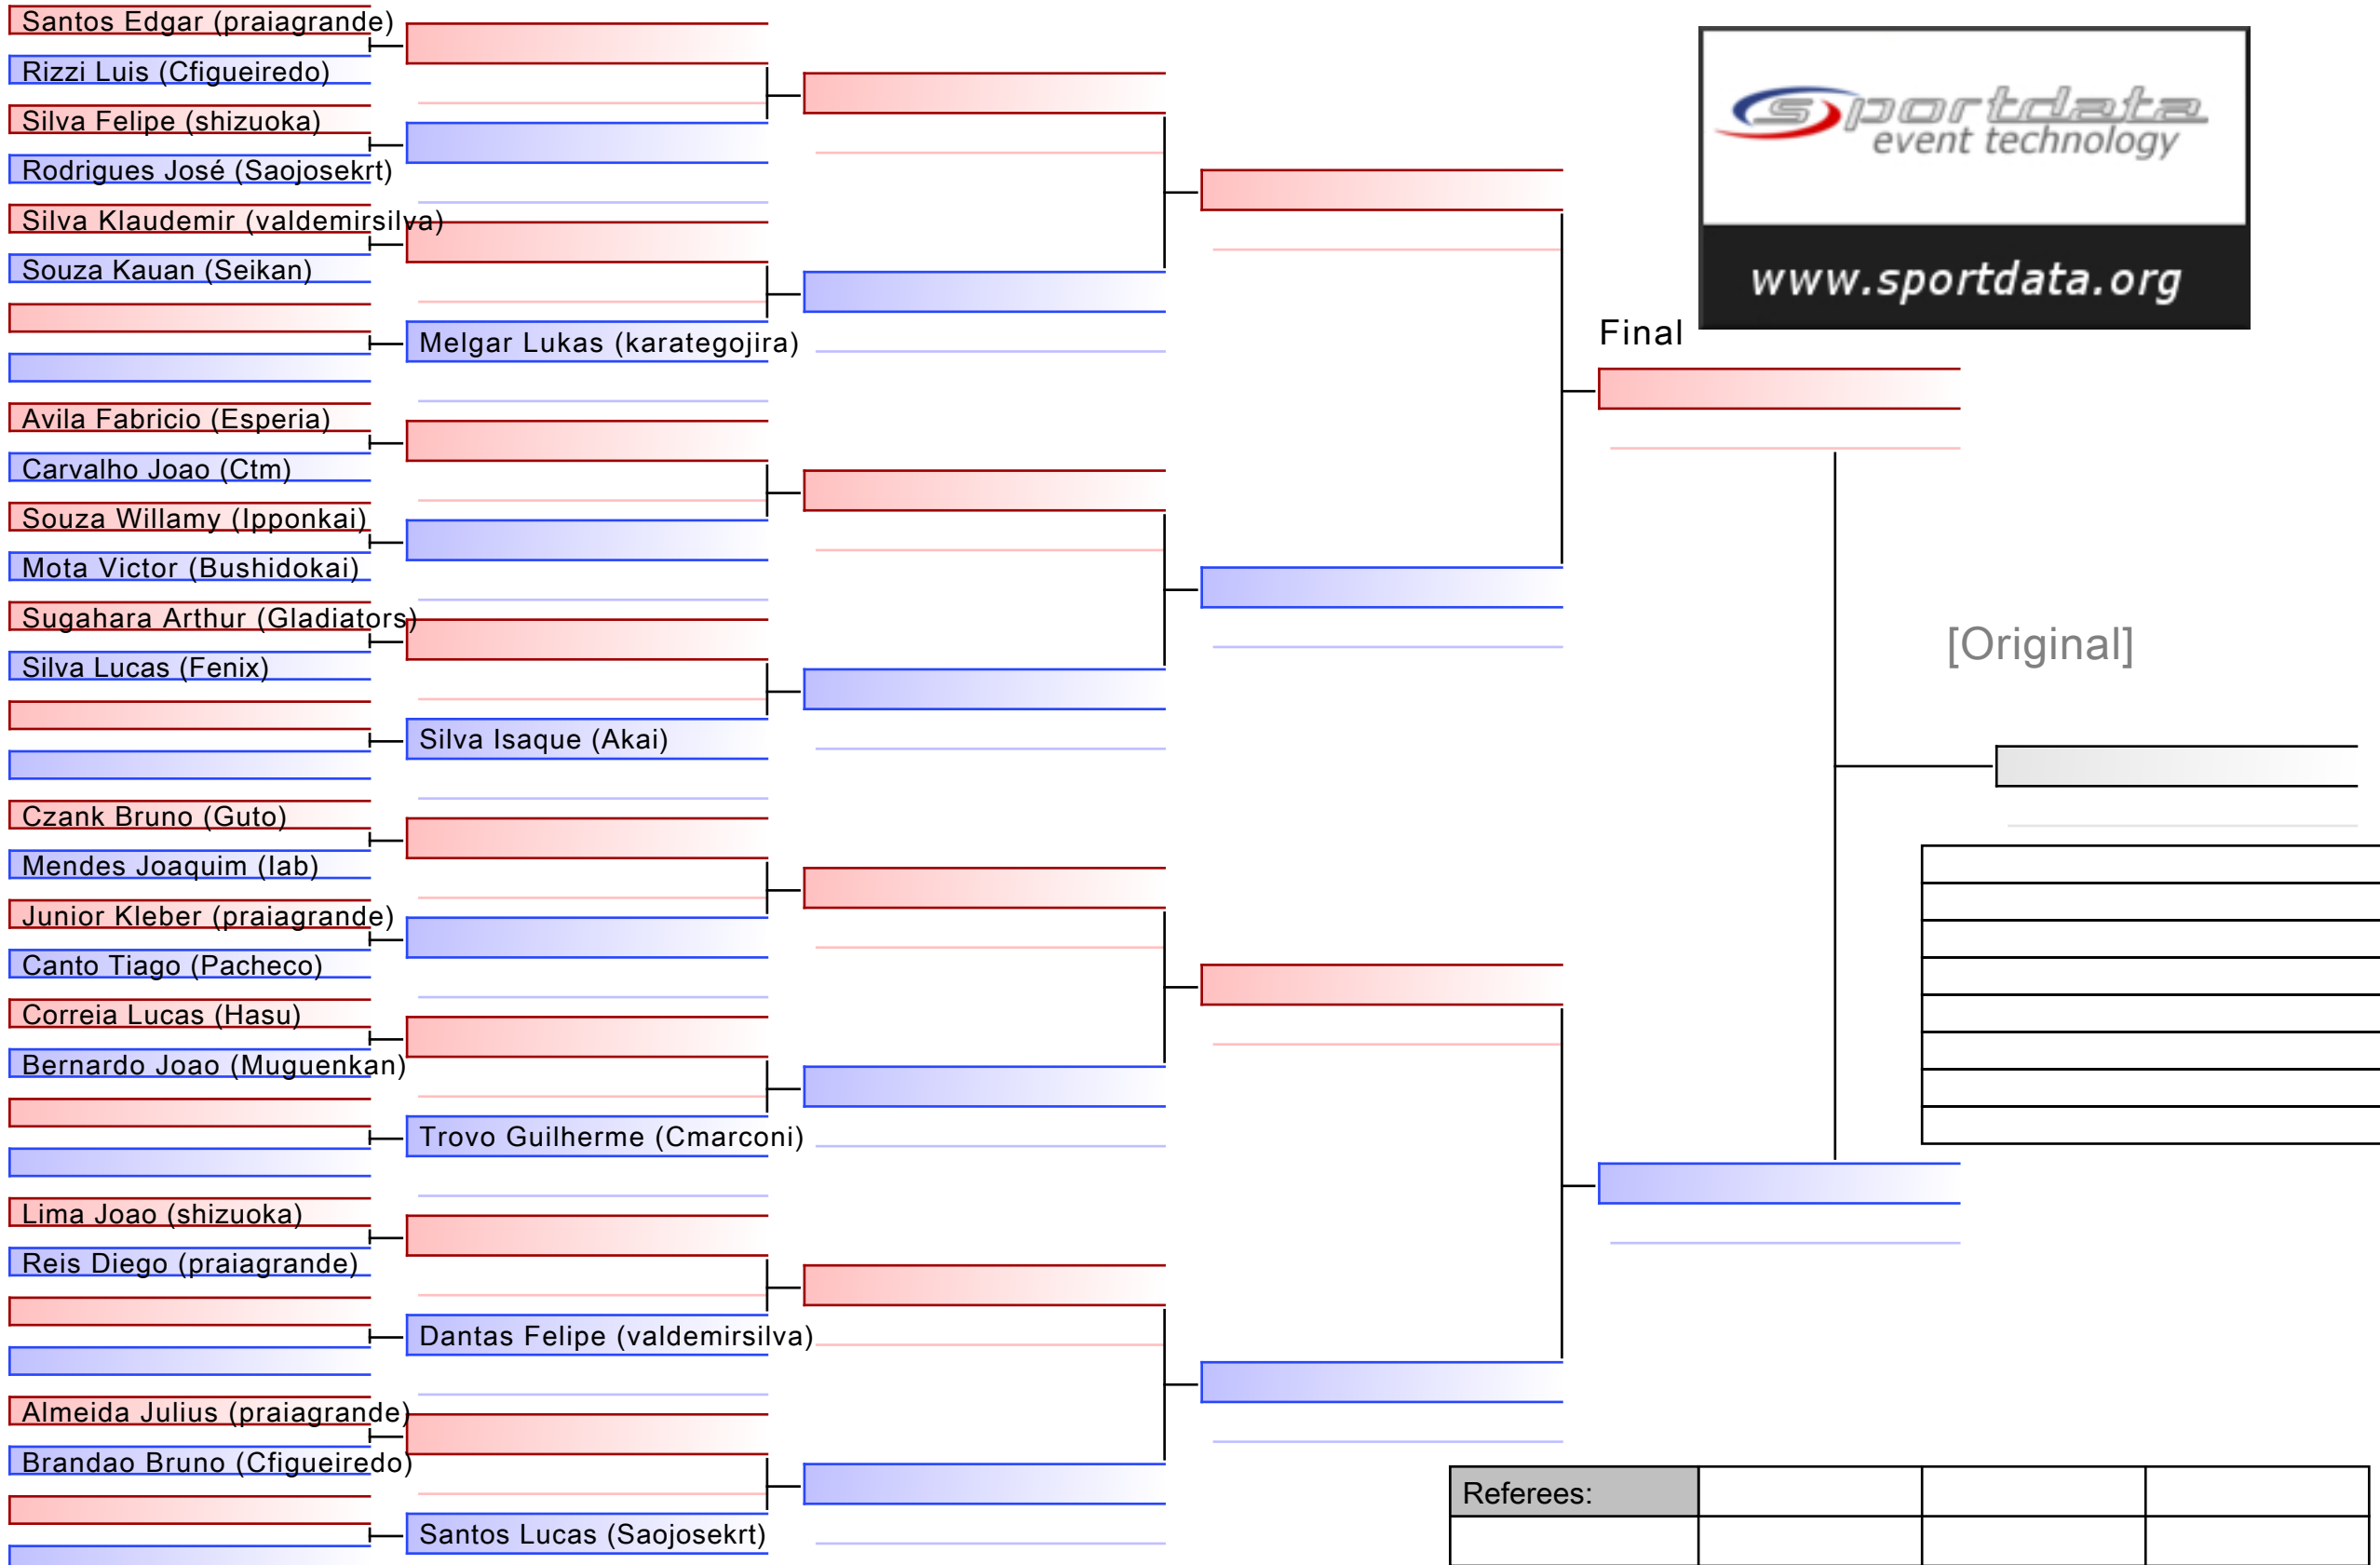 Santos Edgar (praiagrande)
Rizzi Luis (Cfigueiredo)
Silva Felipe (shizuoka)
Rodrigues José (Saojosekrt)
Silva Klaudemir (valdemirsilva)
Souza Kauan (Seikan)
Melgar Lukas (karategojira)
Avila Fabricio (Esperia)
Carvalho Joao (Ctm)
Souza Willamy (Ipponkai)
Mota Victor (Bushidokai)
Sugahara Arthur (Gladiators)
Silva Lucas (Fenix)
Silva Isaque (Akai)
Czank Bruno (Guto)
Mendes Joaquim (Iab)
Junior Kleber (praiagrande)
Canto Tiago (Pacheco)
Correia Lucas (Hasu)
Bernardo Joao (Muguenkan)
Trovo Guilherme (Cmarconi)
Lima Joao (shizuoka)
Reis Diego (praiagrande)
Dantas Felipe (valdemirsilva)
Almeida Julius (praiagrande)
Brandao Bruno (Cfigueiredo)
Santos Lucas (Saojosekrt)
sportdata
event technology
www.sportdata.org
Final
[Original]
Referees: